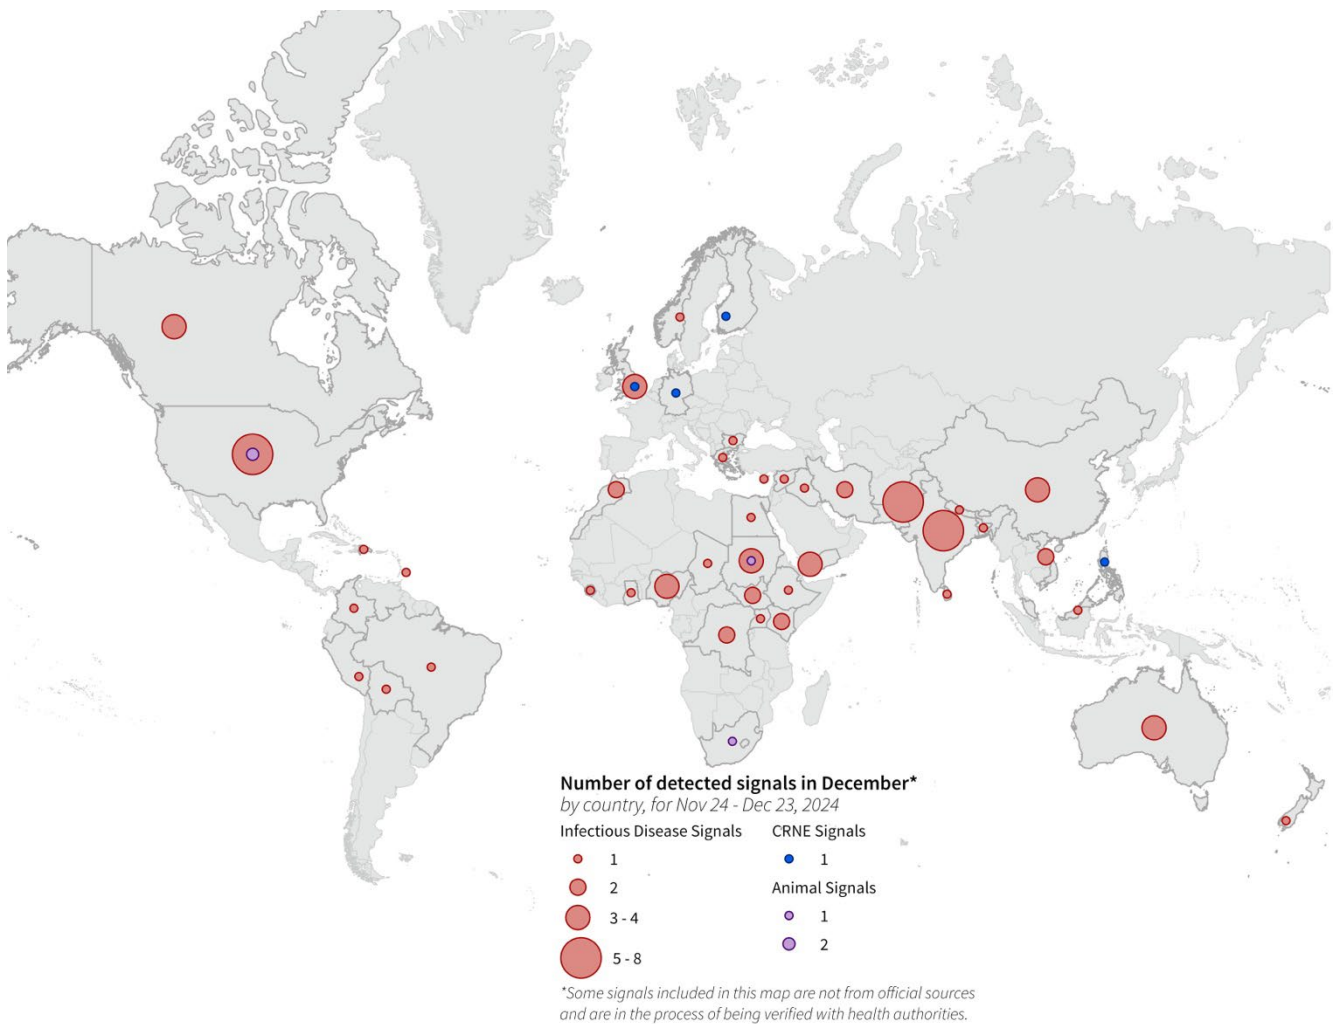 Number of detected signals in December*
by country, for Nov 24 - Dec 23, 2024
Infectious Disease Signals
1
2
3 - 4
5 - 8
CRNE Signals
1
Animal Signals
1
2
*Some signals included in this map are not from official sources
and are in the process of being verified with health authorities.